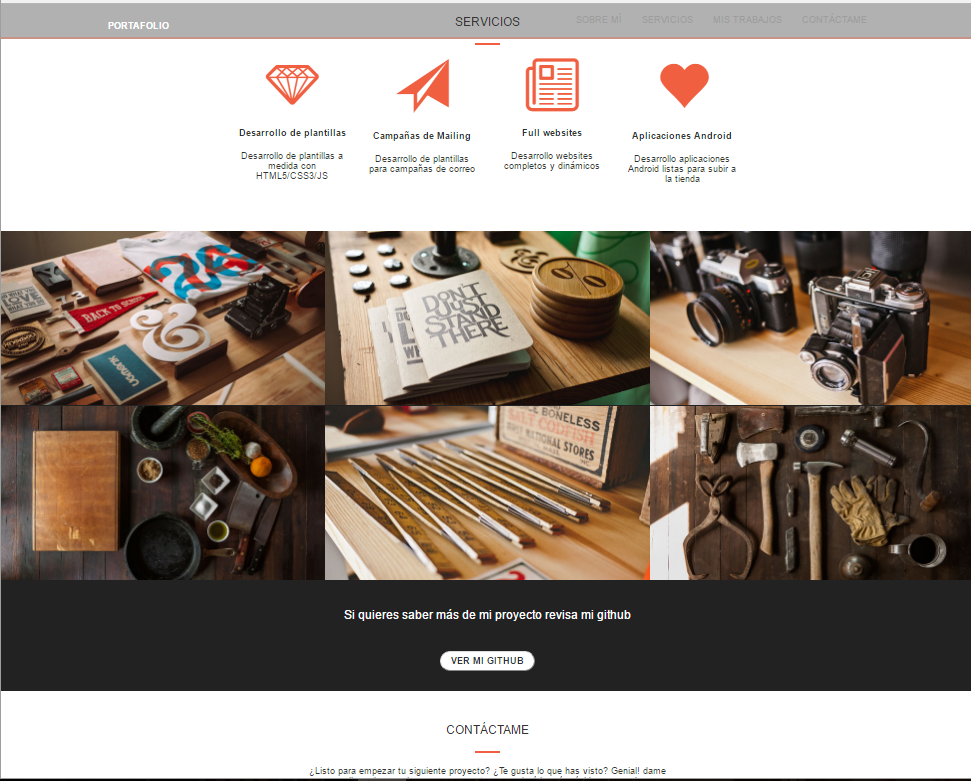 PORTAFOLIO
SERVICIOS
SOBRE MÍ
SERVICIOS
MIS TRABAJOS
CONTÁCTAME
Desarrollo de plantillas
Desarrollo de plantillas a
medida con
HTML5/CSS3/JS
Campañas de Mailing
Desarrollo de plantillas
para campañas de correo
Full websites
Desarrollo websites
completos y dinámicos
Aplicaciones Android
Desarrollo aplicaciones
Android listas para subir a
la tienda
LOVE
BACK TO SCHOOL
&
DON'T
JUST
STAND
THERE
& BONELESS
CODFISH
NATIONAL STORES
Si quieres saber más de mi proyecto revisa mi github
VER MI GITHUB
CONTÁCTAME
¿Listo para empezar tu siguiente proyecto? ¿Te gusta lo que has visto? Genial! dame